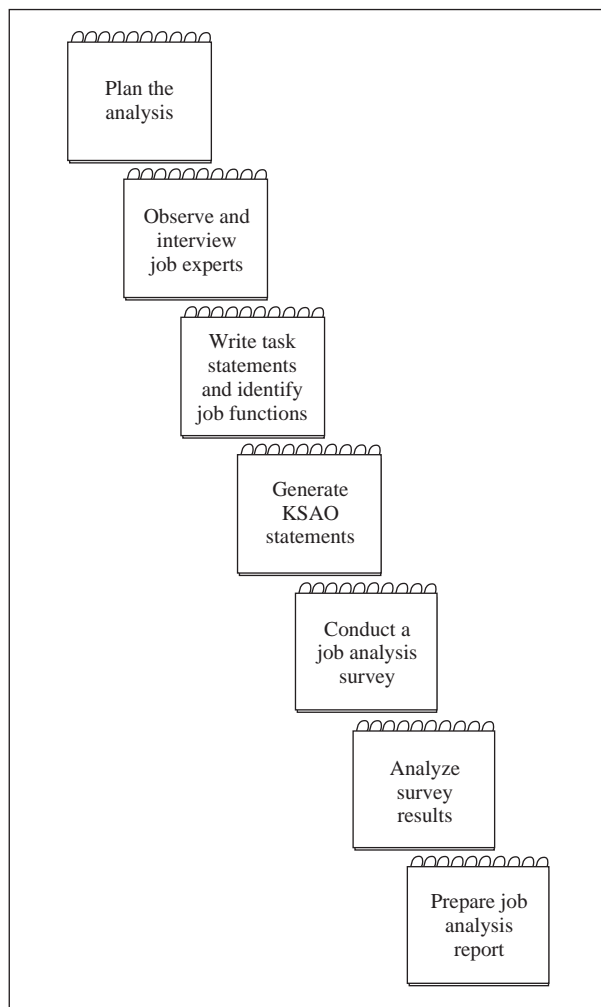 Plan the
analysis
Observe and
interview
job experts
Write task
statements
and identify
job functions
Generate
KSAO
statements
Conduct a
job analysis
survey
Analyze
survey
results
Prepare job
analysis
report